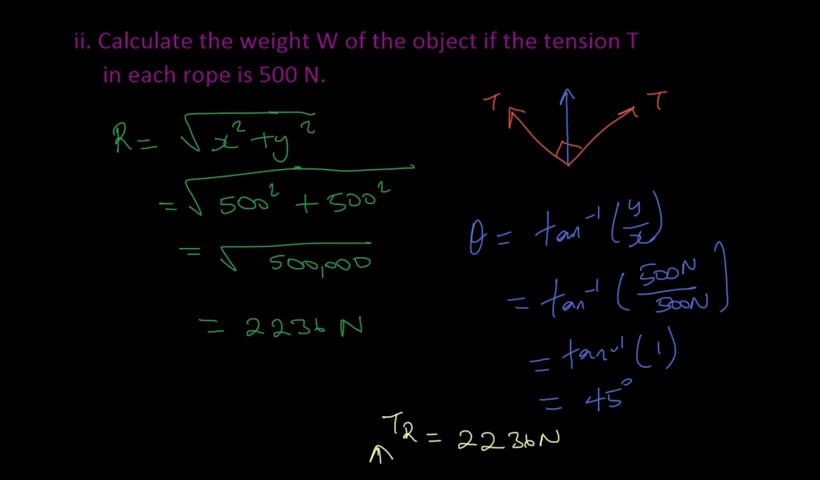 ii. Calculate the weight W of the object if the tension T
in each rope is 500 N.
T T
R = √x² + y²
= √500² + 500²
= √500,000
= 2236 N
θ = tan⁻¹ (y/x)
= tan⁻¹ (500N/500N)
= tan⁻¹ (1)
= 45°
↑ TR = 2236N